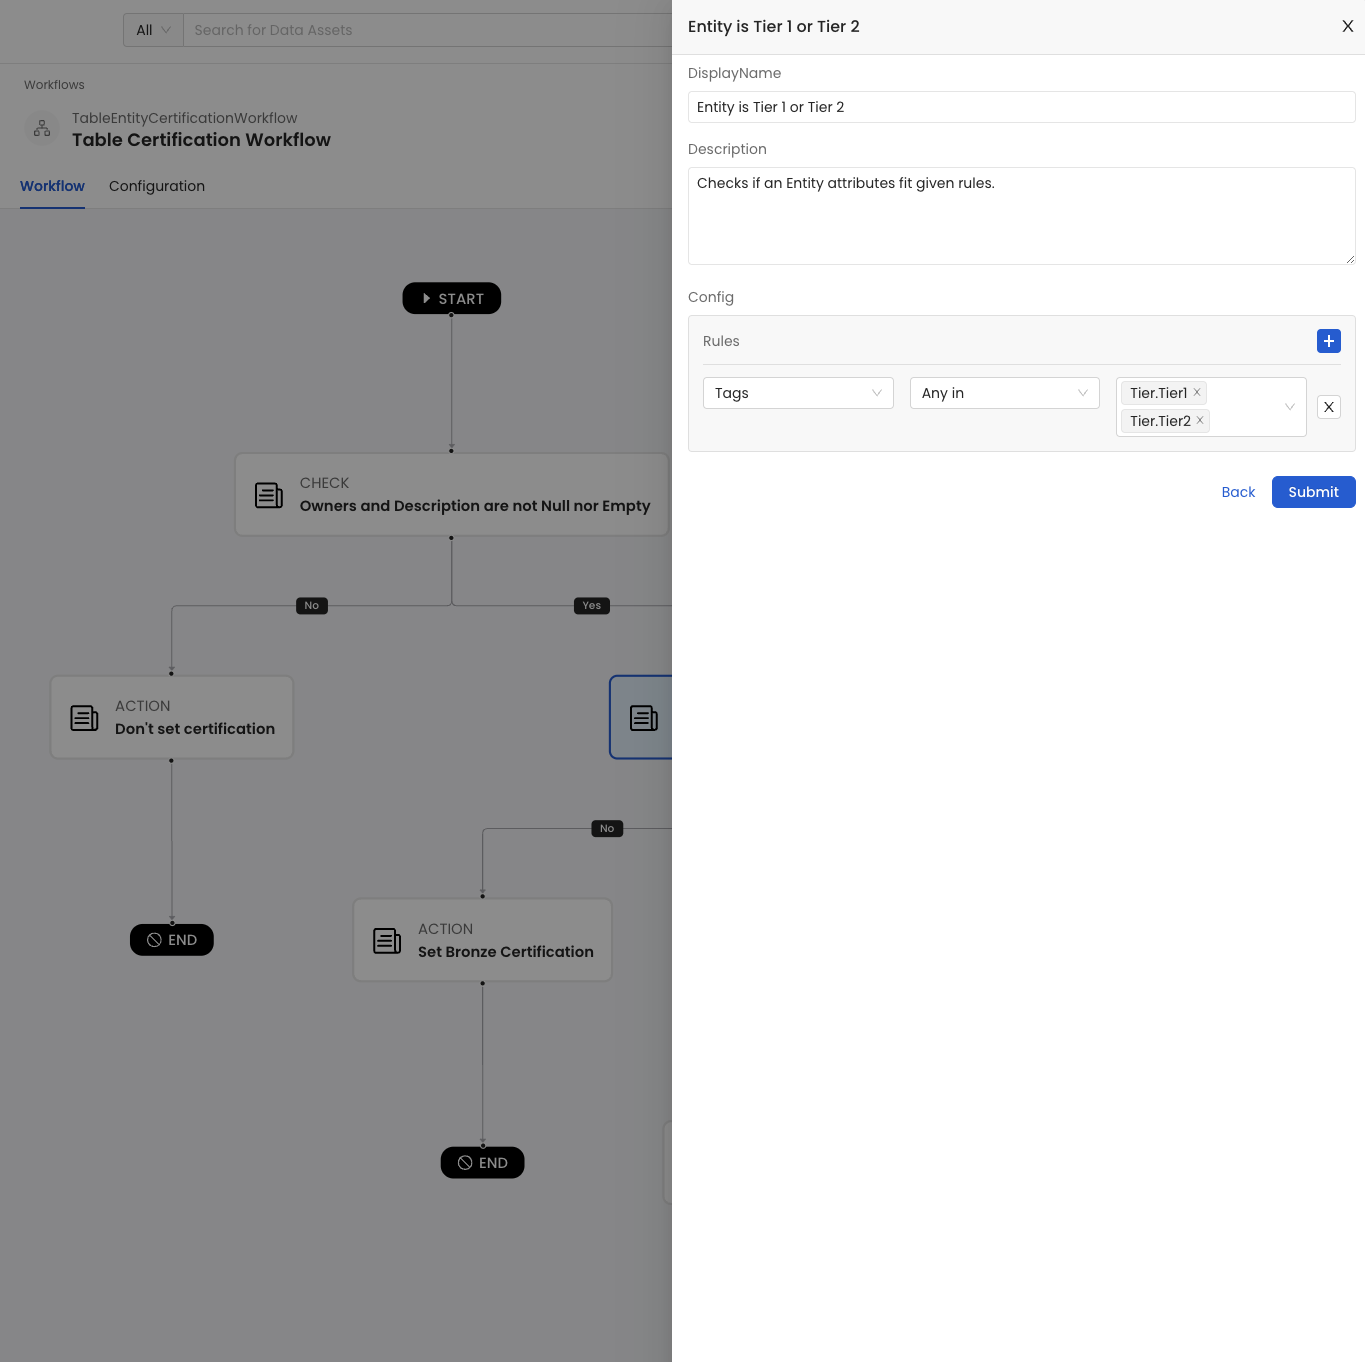 All
Search for Data Assets
Workflows
TableEntityCertificationWorkflow
Table Certification Workflow
Workflow
Configuration
START
CHECK
Owners and Description are not Null nor Empty
No
Yes
ACTION
Don't set certification
No
END
ACTION
Set Bronze Certification
END
Entity is Tier 1 or Tier 2
X
DisplayName
Entity is Tier 1 or Tier 2
Description
Checks if an Entity attributes fit given rules.
Config
Rules
+
Tags
Any in
Tier.Tier1 ×
Tier.Tier2 ×
X
Back
Submit